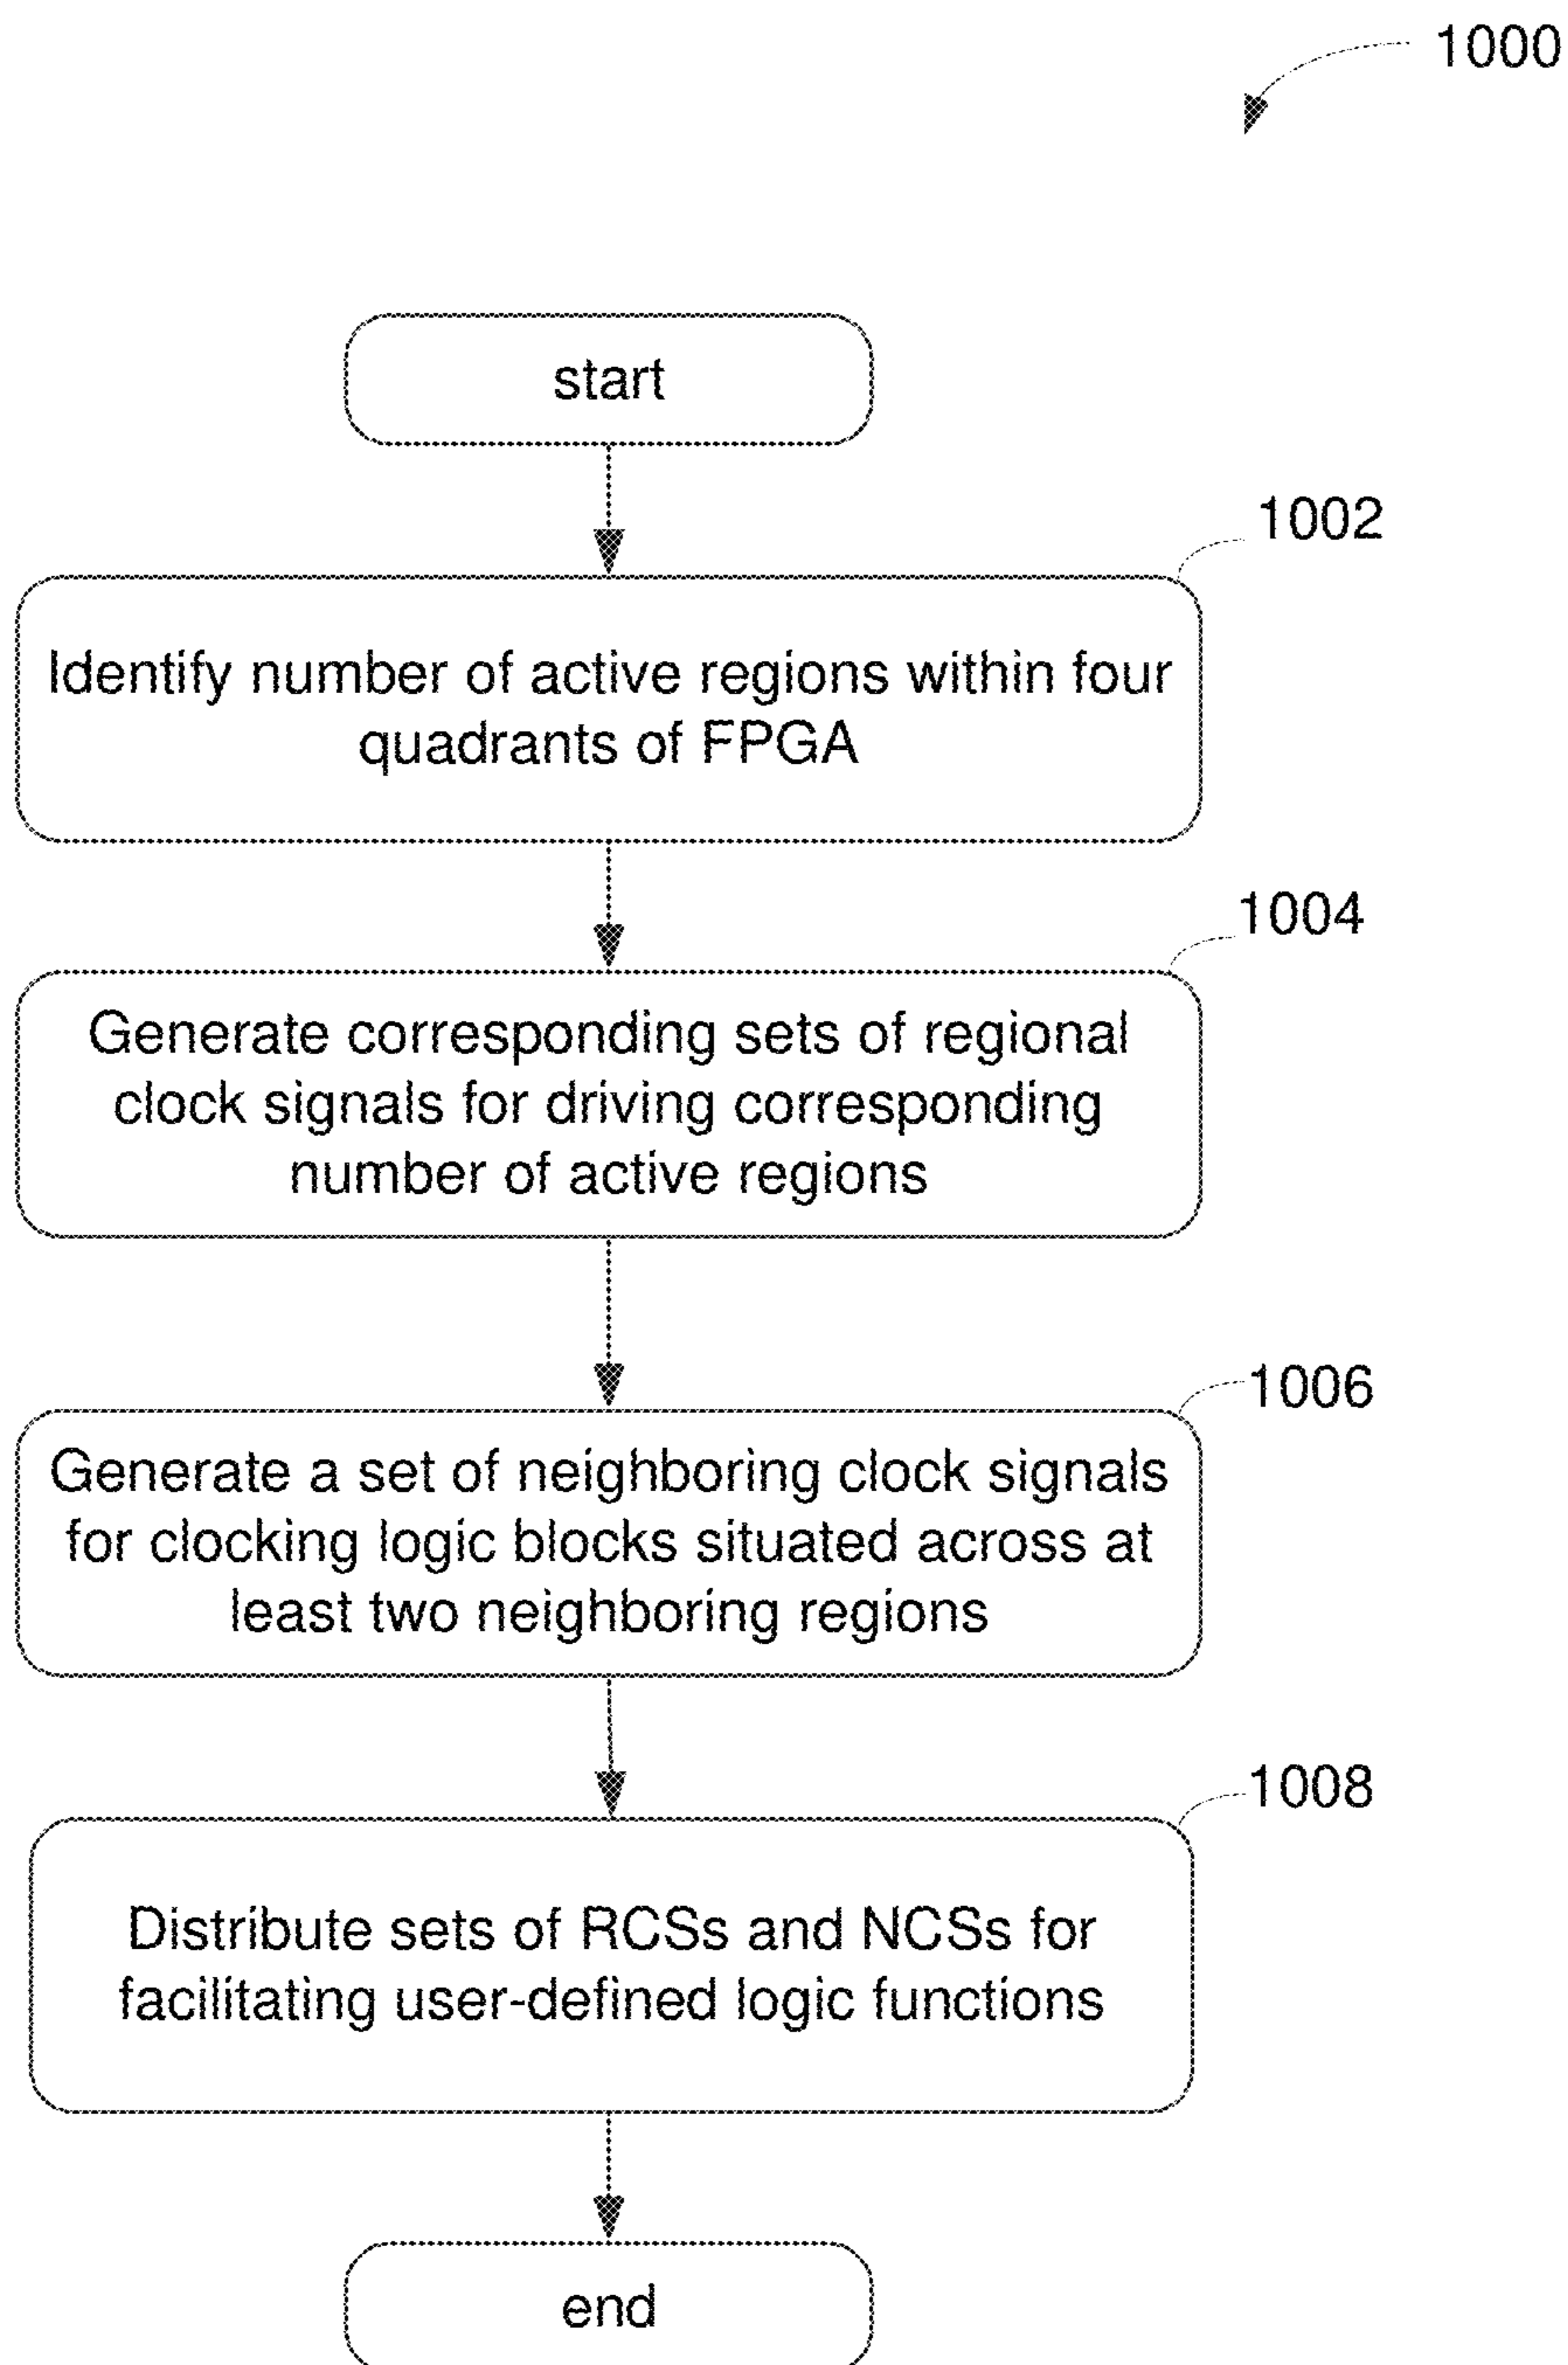 1000
start
1002
Identify number of active regions within four
quadrants of FPGA
1004
Generate corresponding sets of regional
clock signals for driving corresponding
number of active regions
1006
Generate a set of neighboring clock signals
for clocking logic blocks situated across at
least two neighboring regions
1008
Distribute sets of RCSs and NCSs for
facilitating user-defined logic functions
end